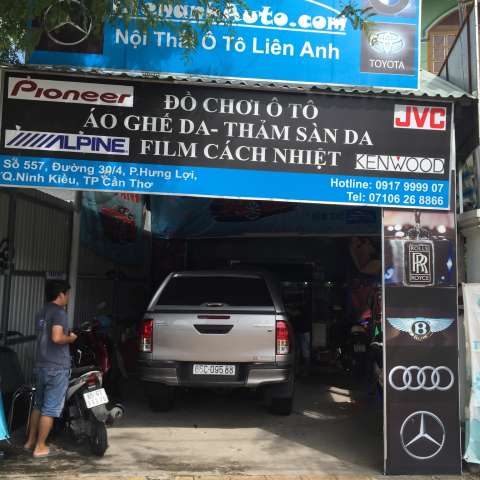 Auto.com
Nội Thất Ô Tô Liên Anh
TOYOTA
Pioneer
ĐỒ CHƠI Ô TÔ
JVC
ÁO GHẾ DA- THẢM SÀN DA
ALPINE
FILM CÁCH NHIỆT
KENWOOD
Số 557, Đường 30/4, P.Hưng Lợi,
Q.Ninh Kiều, TP Cần Thơ
Hotline: 0917 9999 07
Tel: 07106 26 8866
ROLLS
RR
ROYCE
B